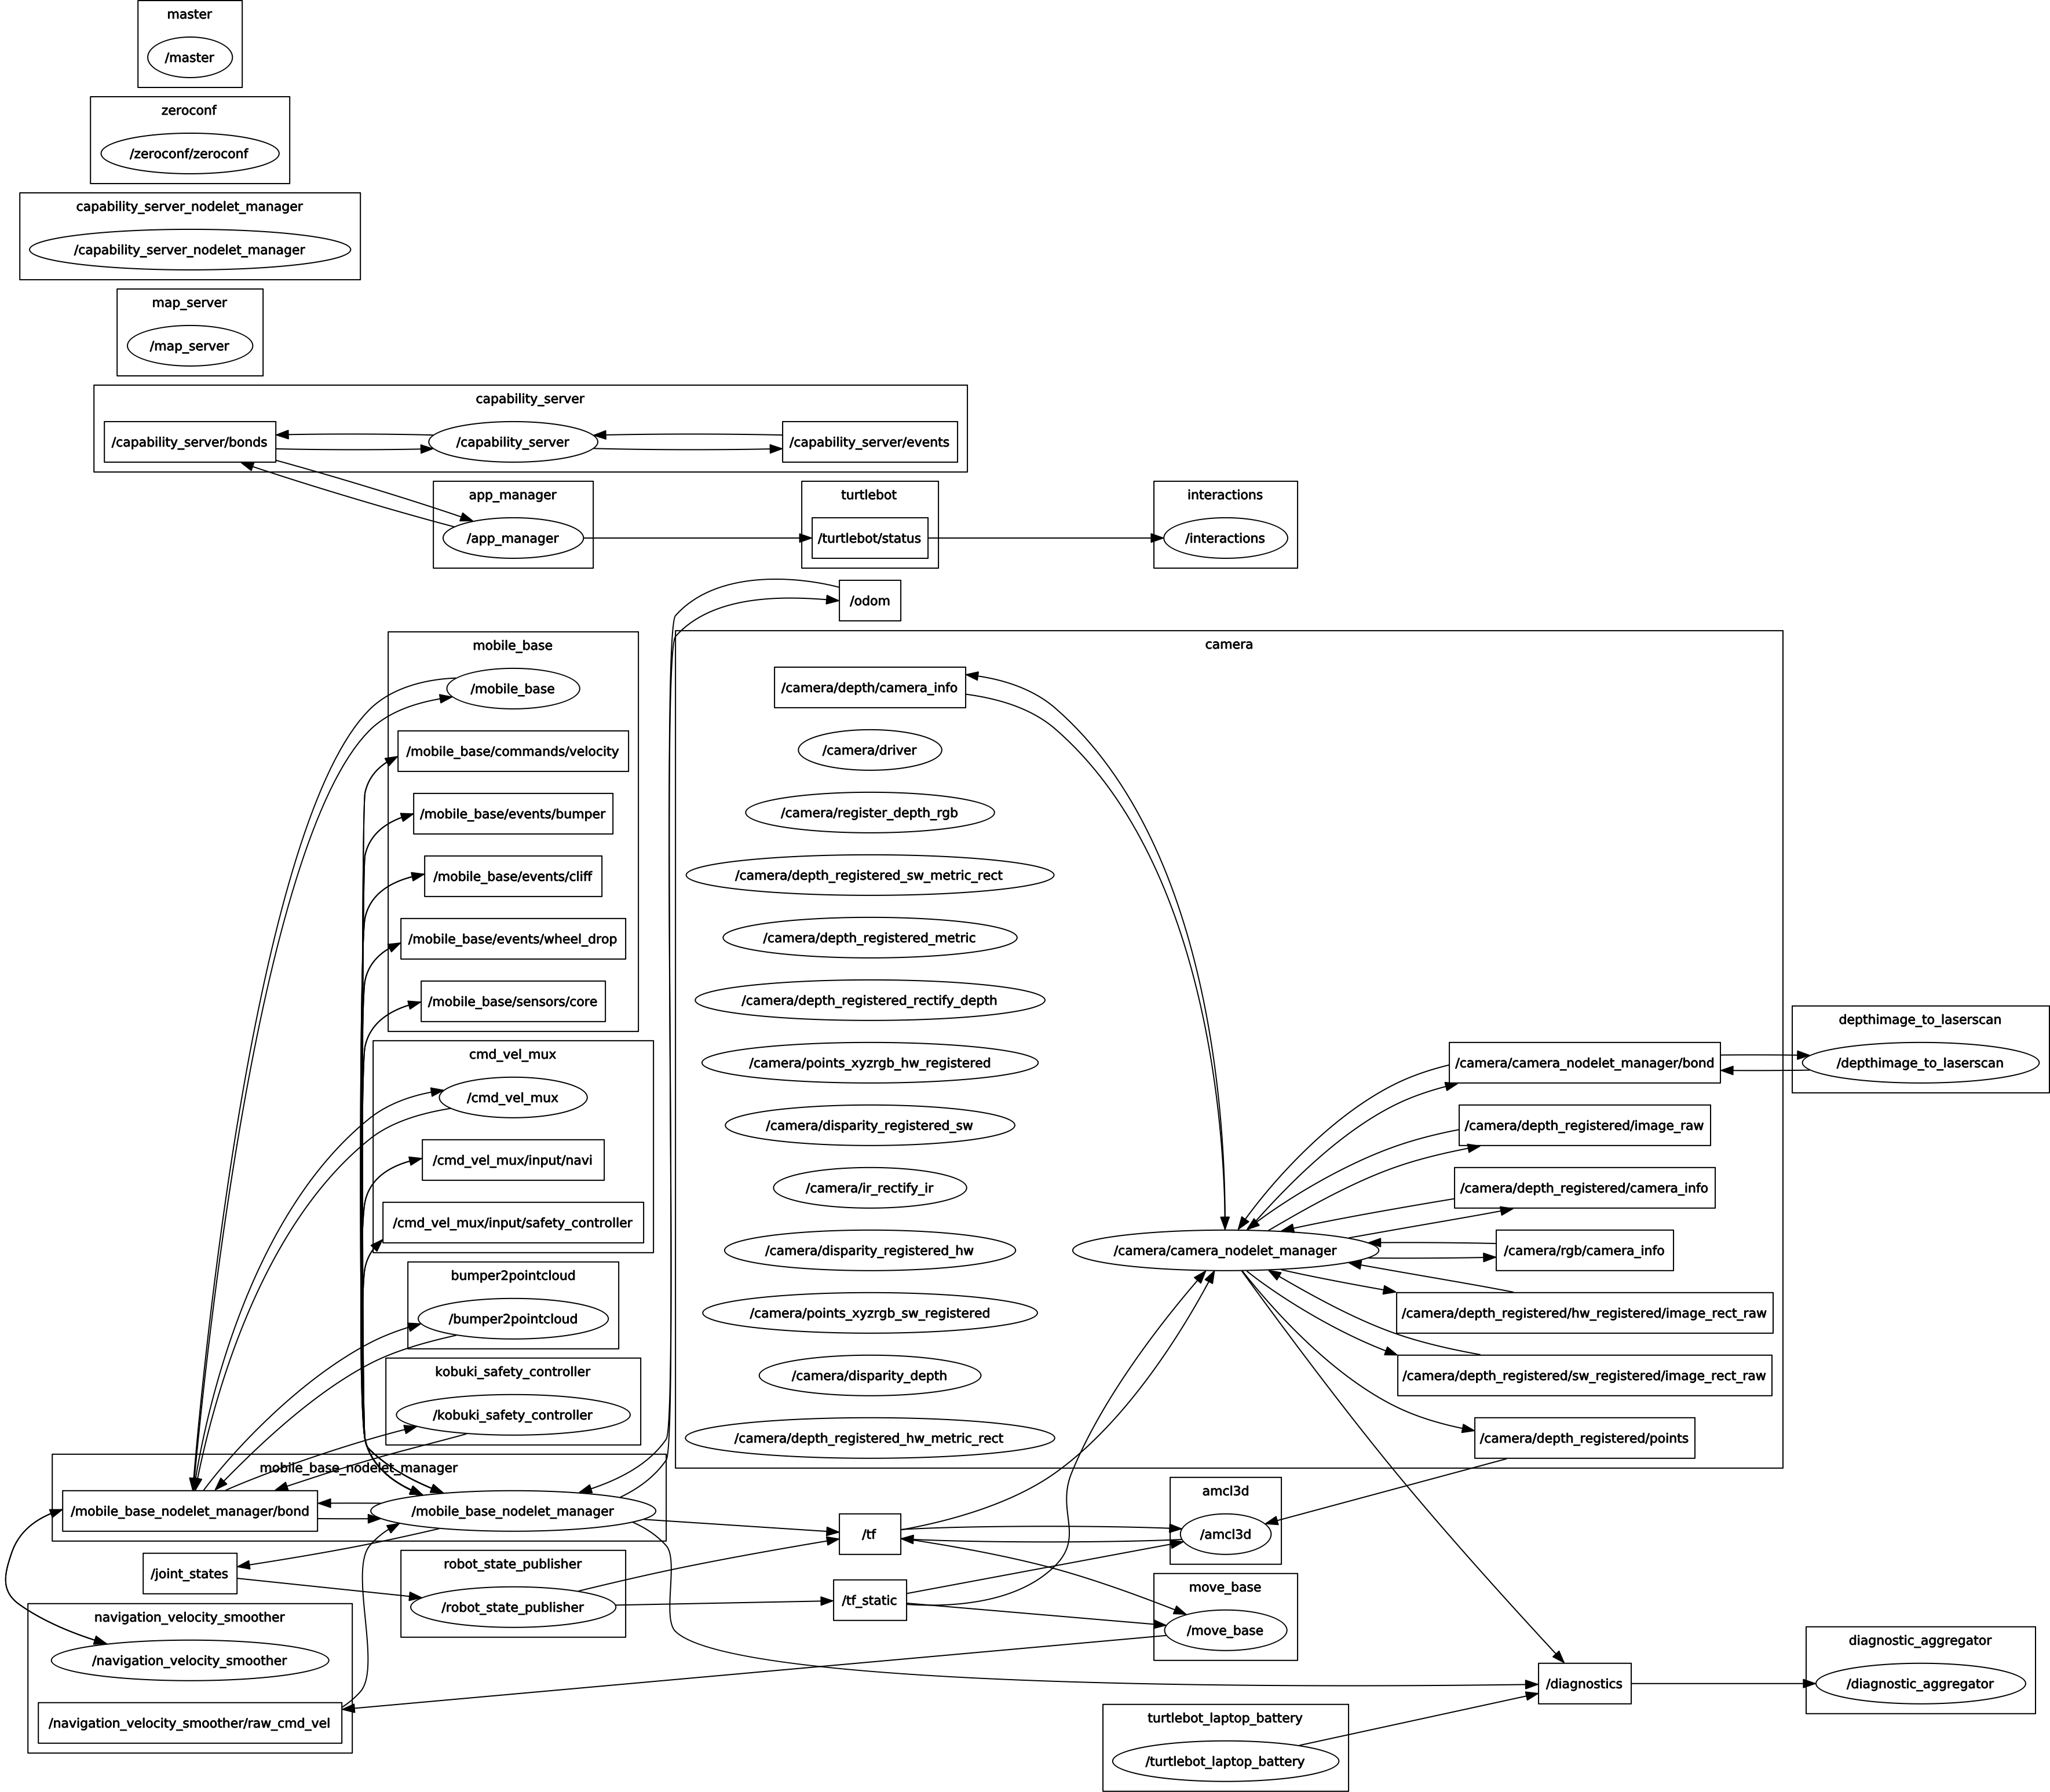 master
/master
zeroconf
/zeroconf/zeroconf
capability_server_nodelet_manager
/capability_server_nodelet_manager
map_server
/map_server
capability_server
/capability_server/bonds
/capability_server
/capability_server/events
app_manager
/app_manager
turtlebot
/turtlebot/status
interactions
/interactions
/odom
mobile_base
/mobile_base
/mobile_base/commands/velocity
/mobile_base/events/bumper
/mobile_base/events/cliff
/mobile_base/events/wheel_drop
/mobile_base/sensors/core
cmd_vel_mux
/cmd_vel_mux
/cmd_vel_mux/input/navi
/cmd_vel_mux/input/safety_controller
bumper2pointcloud
/bumper2pointcloud
kobuki_safety_controller
/kobuki_safety_controller
mobile_base_nodelet_manager
/mobile_base_nodelet_manager/bond
/mobile_base_nodelet_manager
/joint_states
robot_state_publisher
/robot_state_publisher
navigation_velocity_smoother
/navigation_velocity_smoother
/navigation_velocity_smoother/raw_cmd_vel
camera
/camera/depth/camera_info
/camera/driver
/camera/register_depth_rgb
/camera/depth_registered_sw_metric_rect
/camera/depth_registered_metric
/camera/depth_registered_rectify_depth
/camera/points_xyzrgb_hw_registered
/camera/disparity_registered_sw
/camera/ir_rectify_ir
/camera/disparity_registered_hw
/camera/points_xyzrgb_sw_registered
/camera/disparity_depth
/camera/depth_registered_hw_metric_rect
/camera/camera_nodelet_manager
/camera/camera_nodelet_manager/bond
/camera/depth_registered/image_raw
/camera/depth_registered/camera_info
/camera/rgb/camera_info
/camera/depth_registered/hw_registered/image_rect_raw
/camera/depth_registered/sw_registered/image_rect_raw
/camera/depth_registered/points
depthimage_to_laserscan
/depthimage_to_laserscan
/tf
/tf_static
amcl3d
/amcl3d
move_base
/move_base
/diagnostics
diagnostic_aggregator
/diagnostic_aggregator
turtlebot_laptop_battery
/turtlebot_laptop_battery